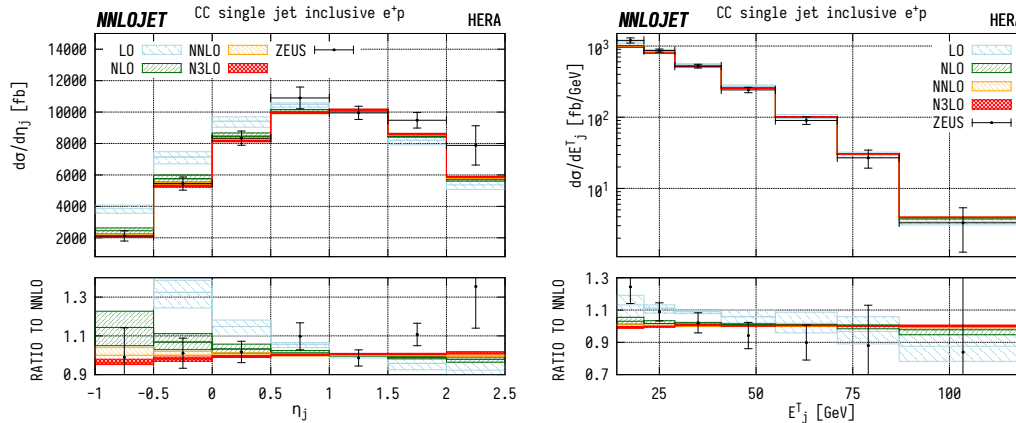 NNLOJET CC single jet inclusive e⁺p HERA
LO NNLO ZEUS
NLO N3LO
14000
12000
10000
8000
6000
4000
2000
dσ/dη_j [fb]
1.3
1.1
0.9
RATIO TO NNLO
-1 -0.5 0 0.5 1 1.5 2 2.5
η_j
NNLOJET CC single jet inclusive e⁺p HERA
LO
NLO
NNLO
N3LO
ZEUS
10³
10²
10¹
dσ/dE^T_j [fb/GeV]
1.3
1.1
0.9
0.7
RATIO TO NNLO
25 50 75 100
E^T_j [GeV]